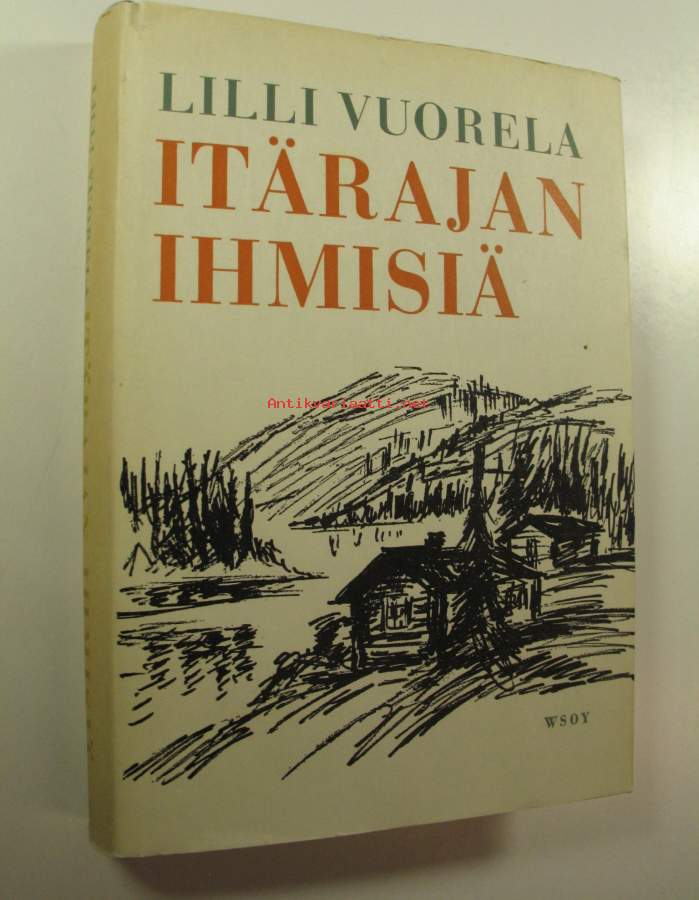 LILLI VUORELA
ITÄRAJAN
IHMISIÄ
Antikvariaatti.net
WSOY